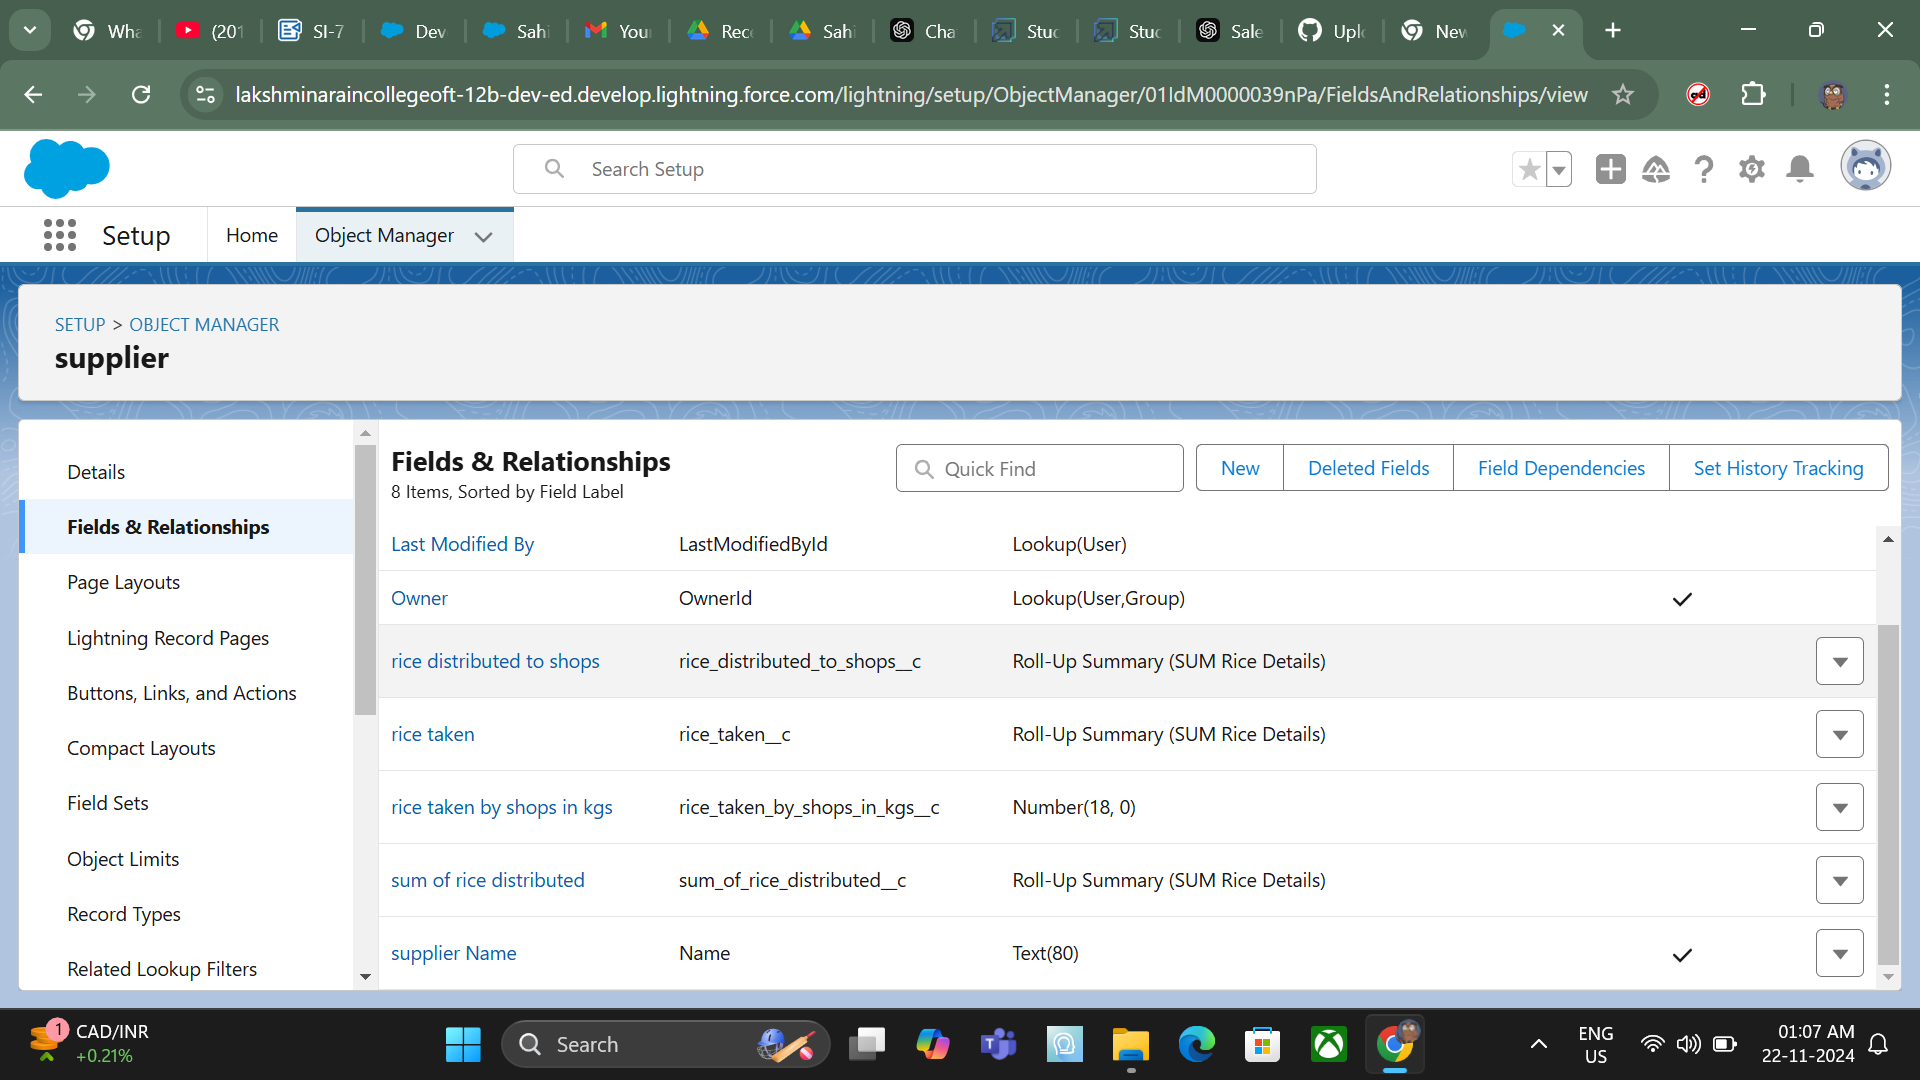 Wha
(201
SI-7
Dev
Sahi
You
Rec
Sahi
Cha
Stuc
Stuc
Sale
Uplo
New
lakshminaraincollegeoft-12b-dev-ed.develop.lightning.force.com/lightning/setup/ObjectManager/01IdM0000039nPa/FieldsAndRelationships/view
Search Setup
Setup
Home
Object Manager
SETUP > OBJECT MANAGER
supplier
Details
Fields & Relationships
Page Layouts
Lightning Record Pages
Buttons, Links, and Actions
Compact Layouts
Field Sets
Object Limits
Record Types
Related Lookup Filters
Fields & Relationships
8 Items, Sorted by Field Label
Quick Find
New
Deleted Fields
Field Dependencies
Set History Tracking
Last Modified By LastModifiedById Lookup(User)
Owner OwnerId Lookup(User,Group)
rice distributed to shops rice_distributed_to_shops__c Roll-Up Summary (SUM Rice Details)
rice taken rice_taken__c Roll-Up Summary (SUM Rice Details)
rice taken by shops in kgs rice_taken_by_shops_in_kgs__c Number(18, 0)
sum of rice distributed sum_of_rice_distributed__c Roll-Up Summary (SUM Rice Details)
supplier Name Name Text(80)
1
CAD/INR
+0.21%
Search
ENG
US
01:07 AM
22-11-2024